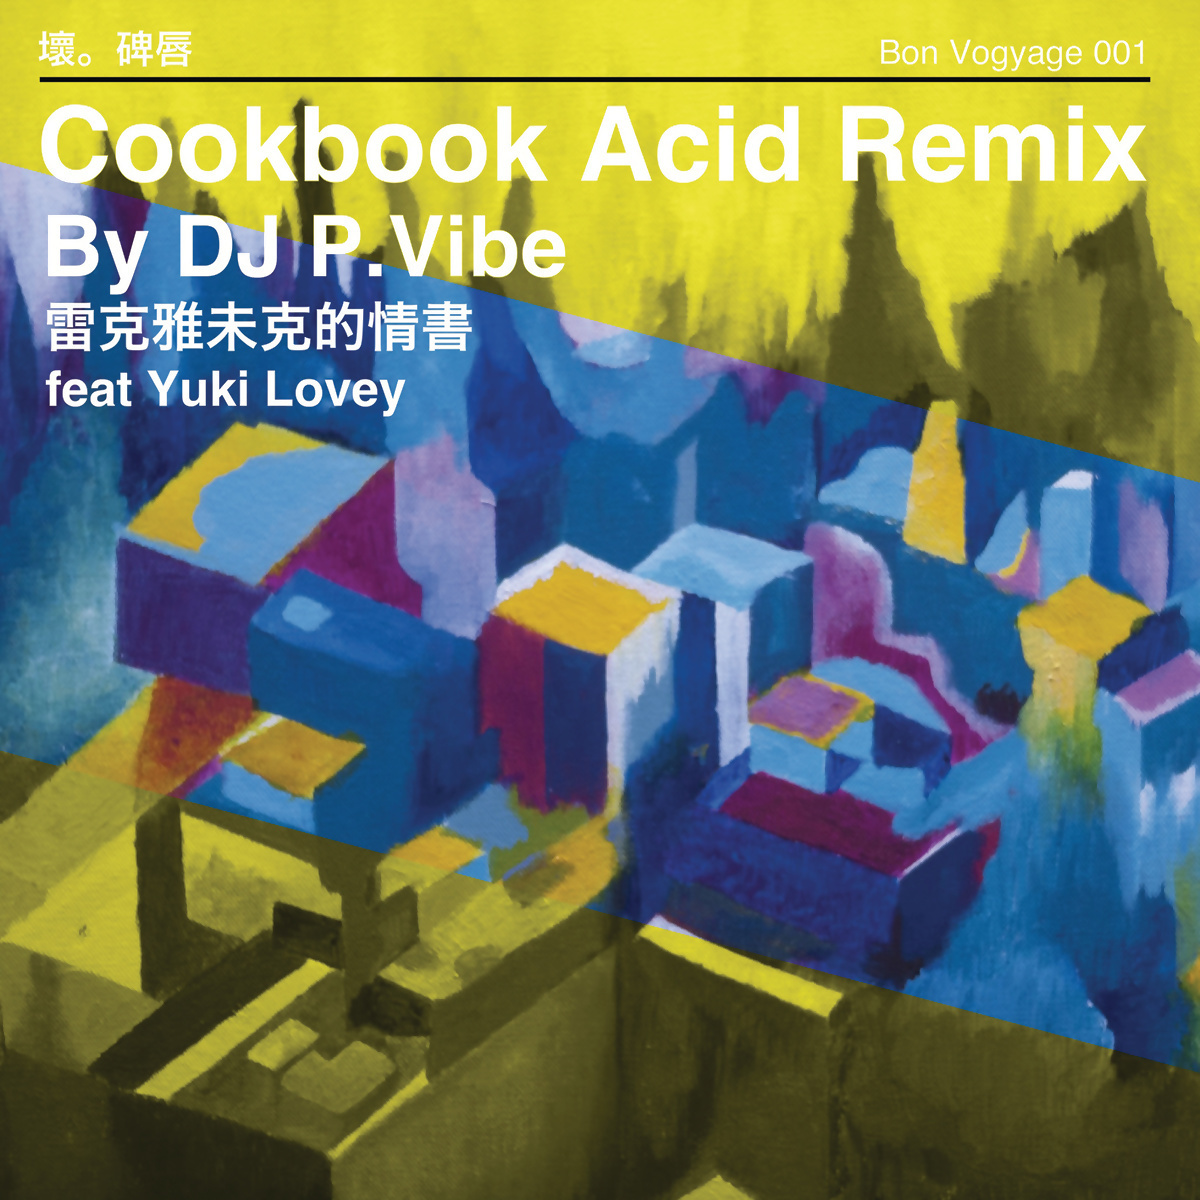 壞。碑唇
Bon Vogyage 001
Cookbook Acid Remix
By DJ P.Vibe
雷克雅未克的情書
feat Yuki Lovey